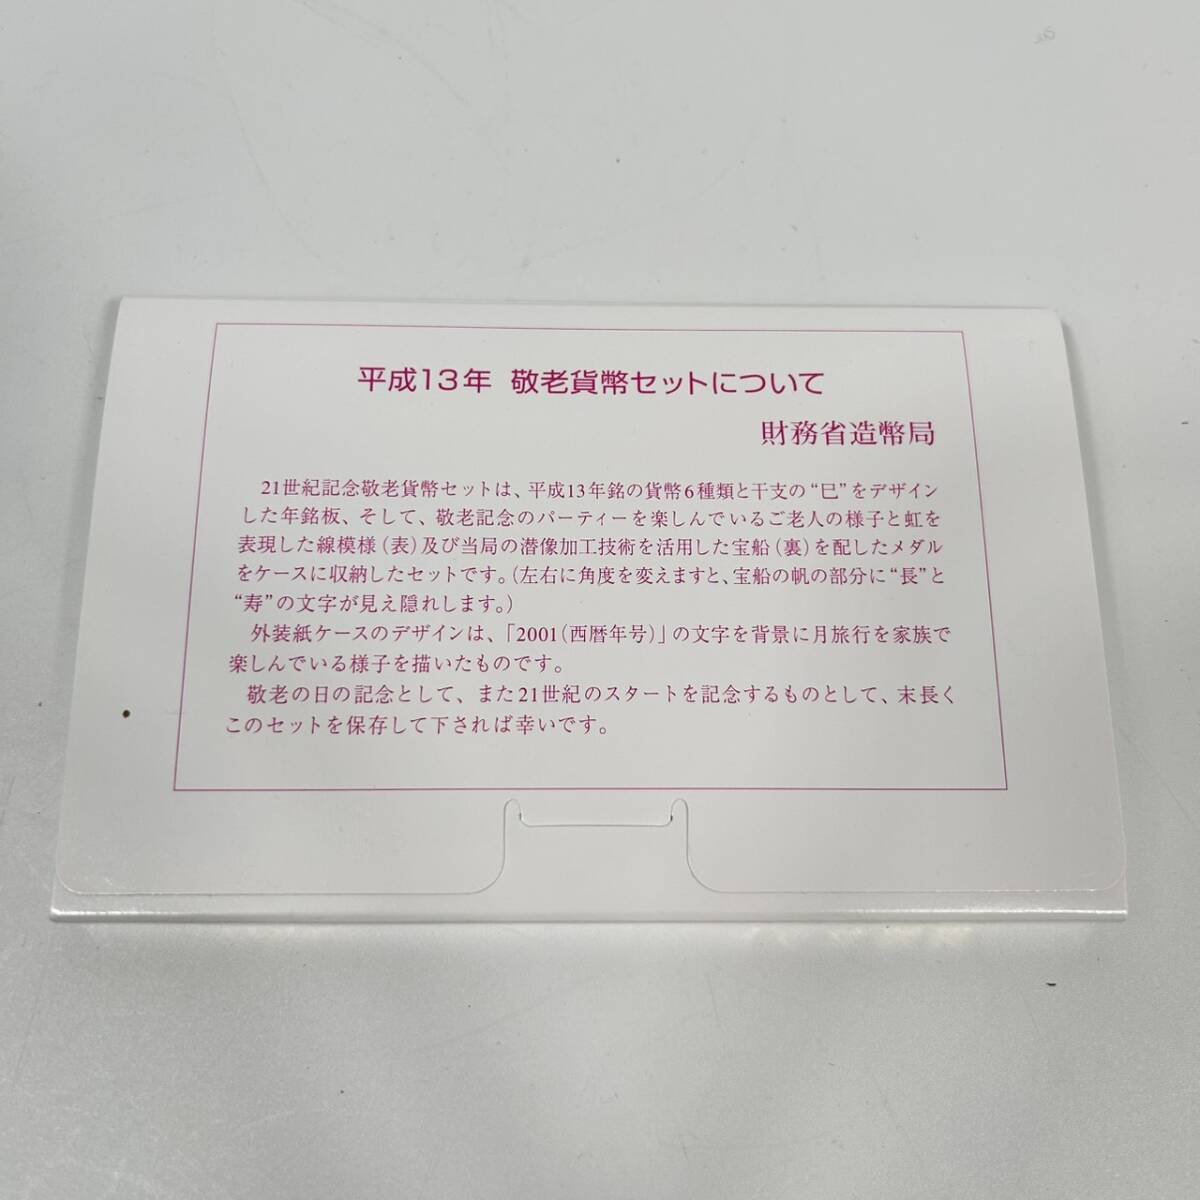 平成13年 敬老貨幣セットについて
財務省造幣局
21世紀記念敬老貨幣セットは、平成13年銘の貨幣6種類と干支の“巳”をデザイン
した年銘板、そして、敬老記念のパーティーを楽しんでいるご老人の様子と虹を
表現した線模様（表）及び当局の潜像加工技術を活用した宝船（裏）を配したメダル
をケースに収納したセットです。（左右に角度を変えますと、宝船の帆の部分に“長”と
“寿”の文字が見え隠れします。）
外装紙ケースのデザインは、「2001（西暦年号）」の文字を背景に月旅行を家族で
楽しんでいる様子を描いたものです。
敬老の日の記念として、また21世紀のスタートを記念するものとして、末長く
このセットを保存して下されば幸いです。